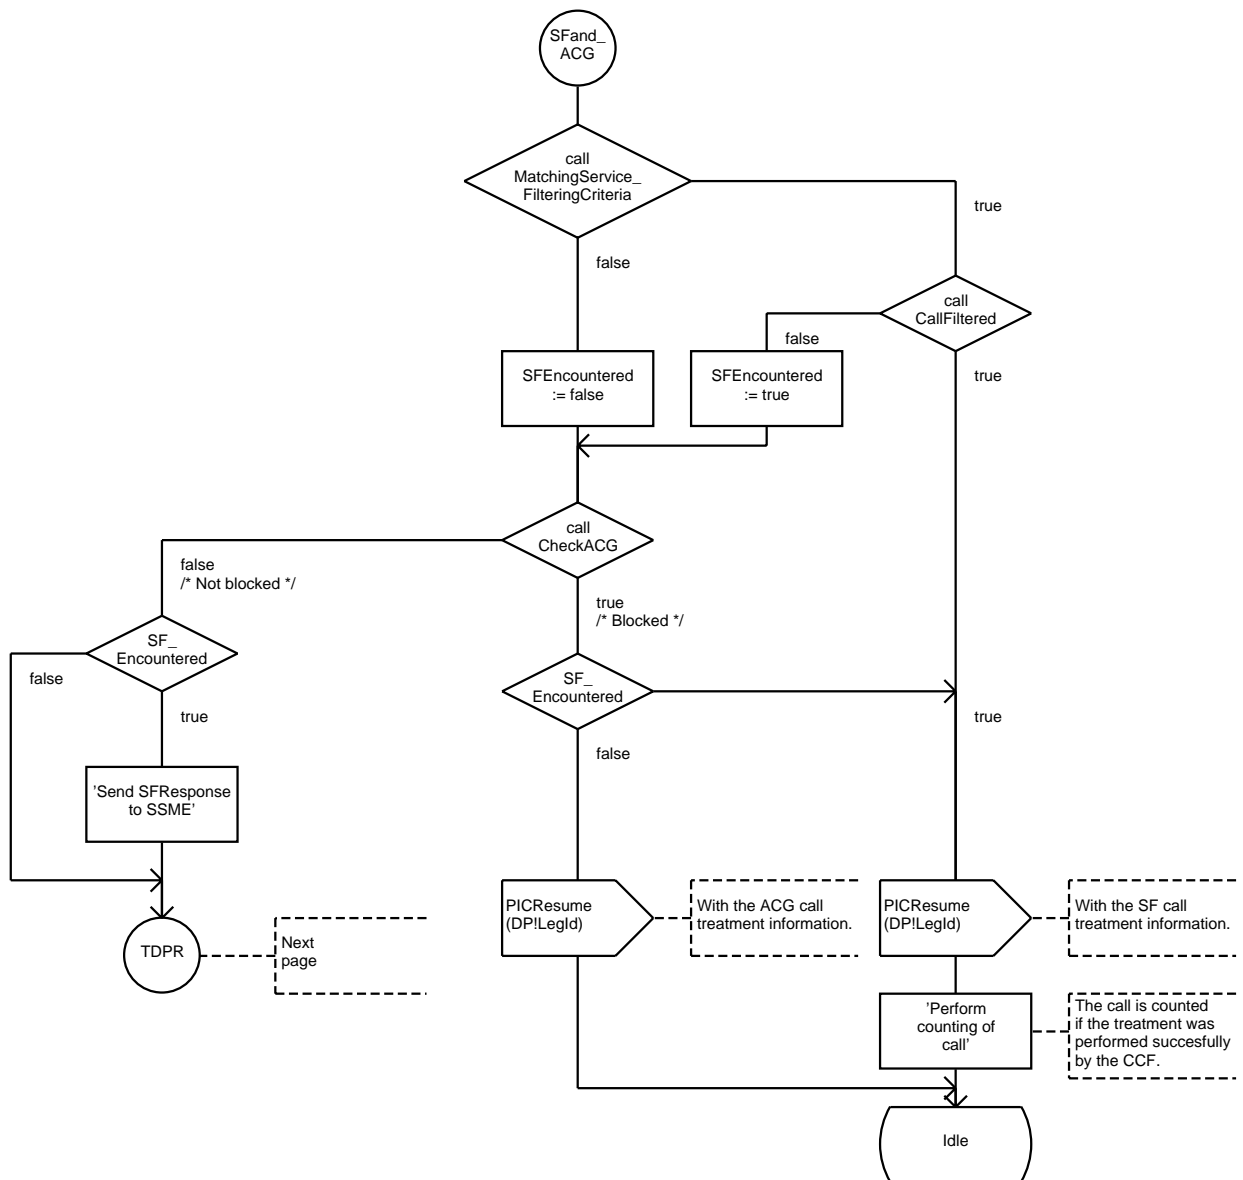 SFand_
ACG
call
MatchingService_
FilteringCriteria
true
false
call
CallFiltered
false
true
SFEncountered
:= false
SFEncountered
:= true
call
CheckACG
false
/* Not blocked */
true
/* Blocked */
SF_
Encountered
false
true
SF_
Encountered
true
false
'Send SFResponse
to SSME'
PICResume
(DP!LegId)
With the ACG call
treatment information.
PICResume
(DP!LegId)
With the SF call
treatment information.
TDPR
Next
page
'Perform
counting of
call'
The call is counted
if the treatment was
performed succesfully
by the CCF.
Idle